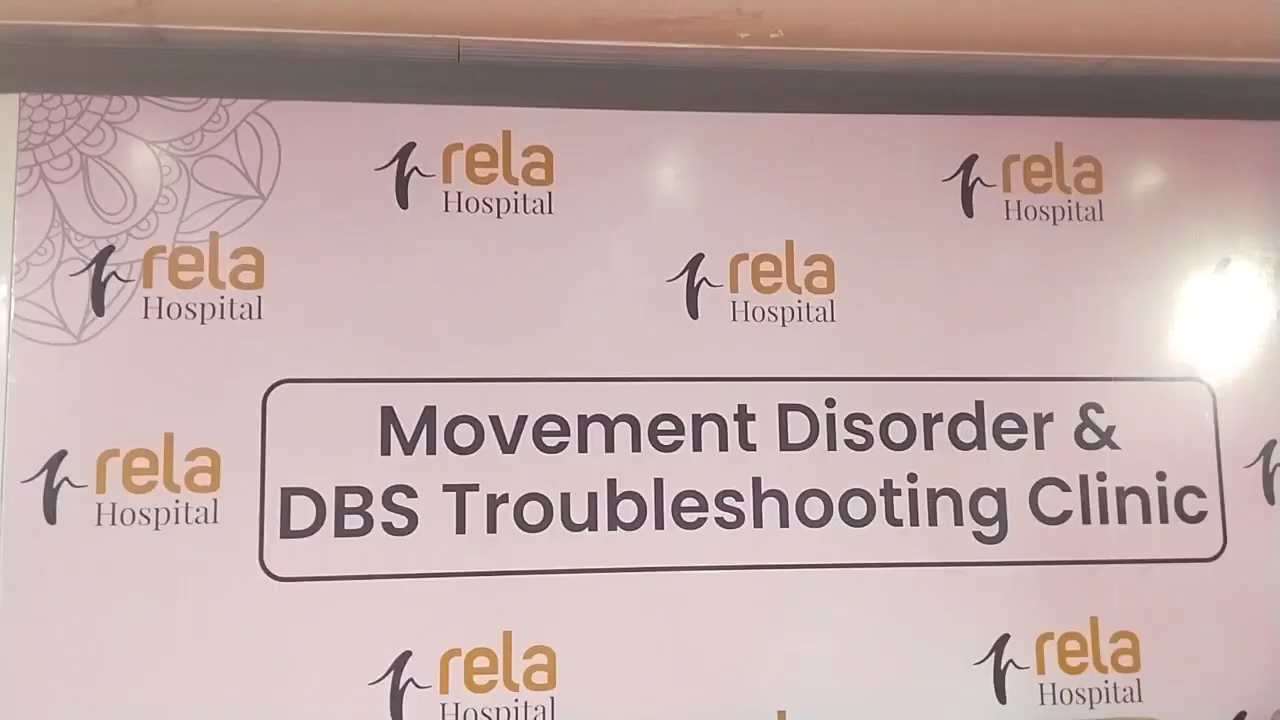 rela
Hospital
rela
Hospital
rela
Hospital
rela
Hospital
Movement Disorder &
DBS Troubleshooting Clinic
rela
Hospital
rela
Hospital
rela
Hospital